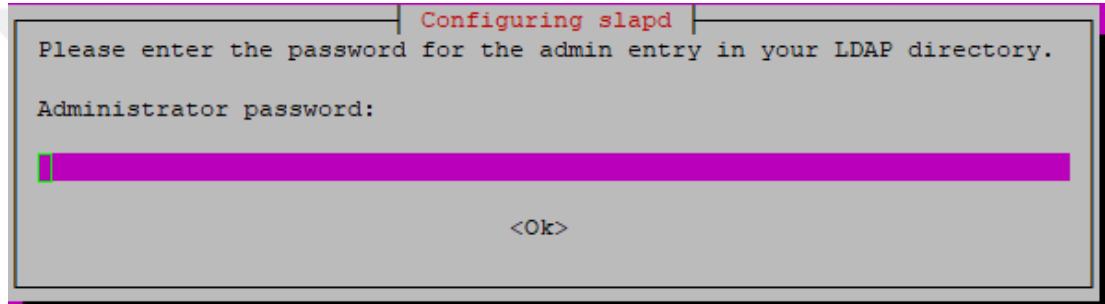 Configuring slapd
Please enter the password for the admin entry in your LDAP directory.
Administrator password:
<Ok>